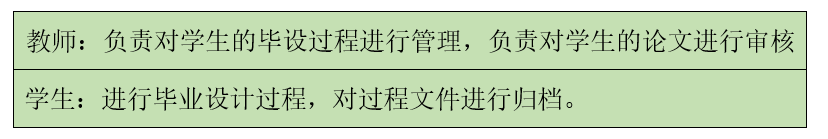 教师：负责对学生的毕设过程进行管理，负责对学生的论文进行审核
学生：进行毕业设计过程，对过程文件进行归档。